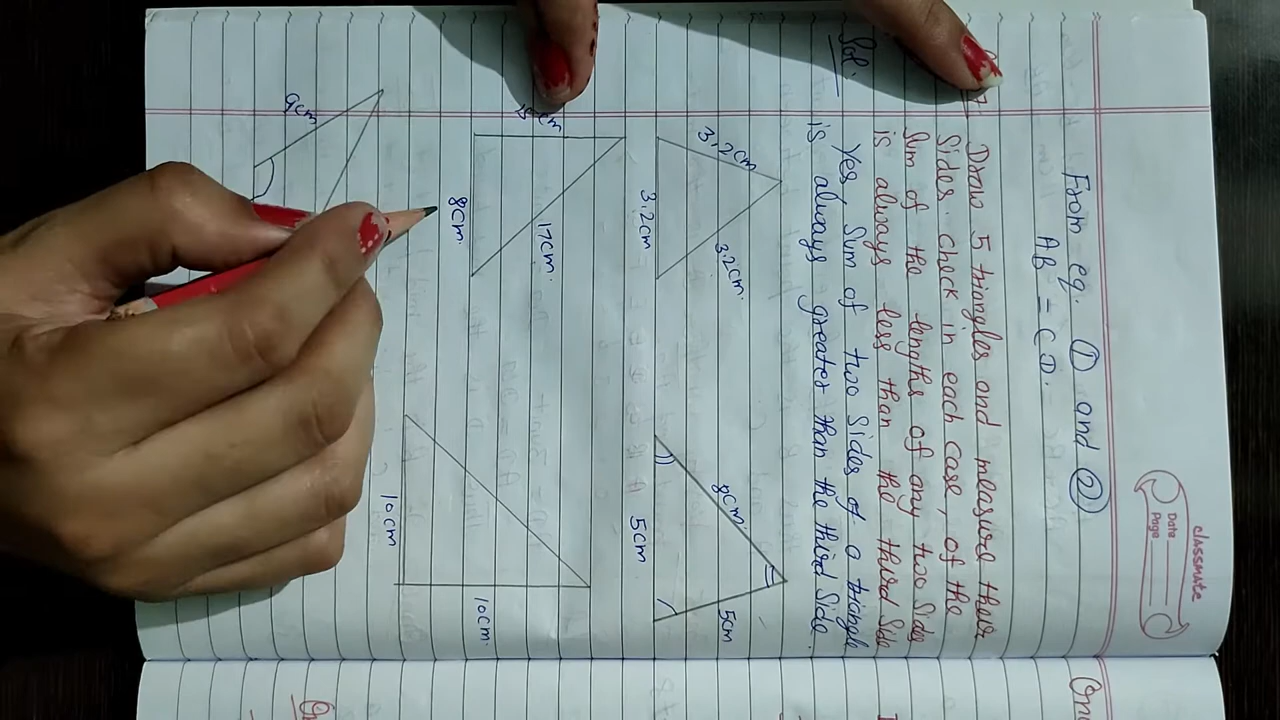 classmate
Date
Page
From eq. ① and ②
AB = CD.
Draw 5 triangles and measure their
Sides. check in each case, of the
Sum of the lengths of any two Sides
is always less than the third Side
Sol.
Yes, Sum of two Sides of a triangle
is always greater than the third Side.
3.2cm
3.2cm.
3.2cm
8cm.
5cm
5cm
17cm.
8cm.
10cm.
10cm
9cm